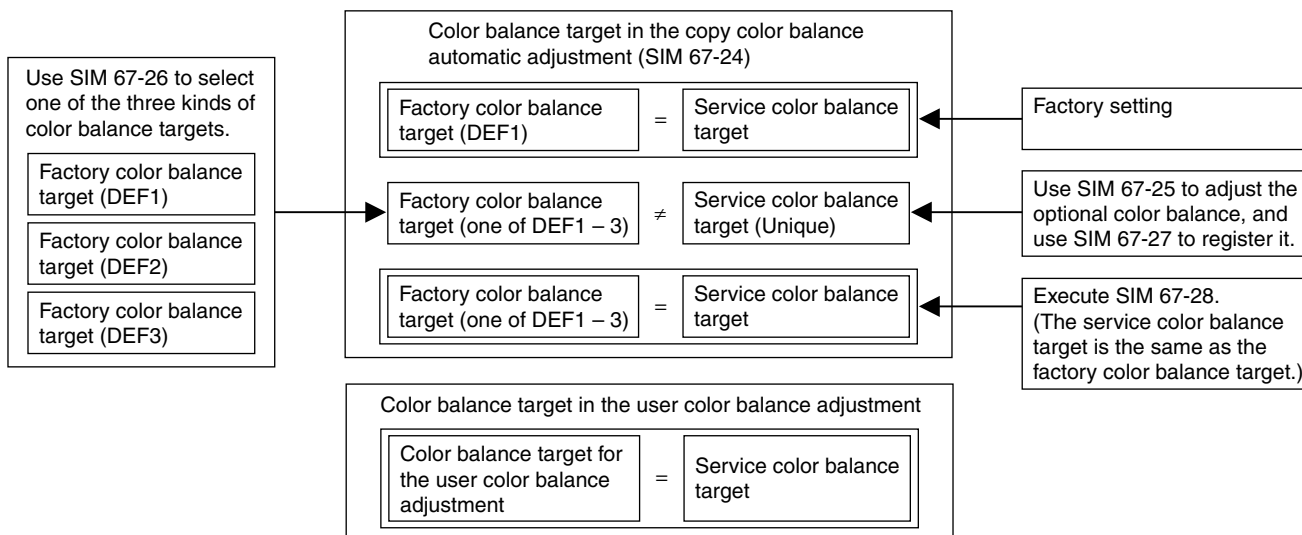 Use SIM 67-26 to select
one of the three kinds of
color balance targets.
Factory color balance
target (DEF1)
Factory color balance
target (DEF2)
Factory color balance
target (DEF3)
Color balance target in the copy color balance
automatic adjustment (SIM 67-24)
Factory color balance
target (DEF1)
=
Service color balance
target
Factory color balance
target (one of DEF1 – 3)
≠
Service color balance
target (Unique)
Factory color balance
target (one of DEF1 – 3)
=
Service color balance
target
Factory setting
Use SIM 67-25 to adjust the
optional color balance, and
use SIM 67-27 to register it.
Execute SIM 67-28.
(The service color balance
target is the same as the
factory color balance target.)
Color balance target in the user color balance adjustment
Color balance target for
the user color balance
adjustment
=
Service color balance
target